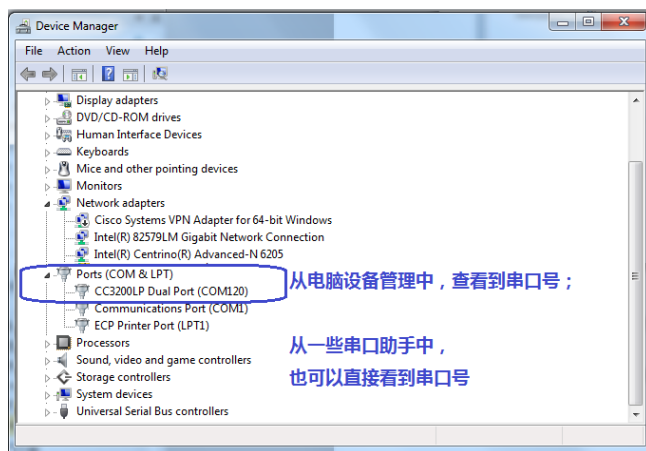 Device Manager
File Action View Help
Display adapters
DVD/CD-ROM drives
Human Interface Devices
Keyboards
Mice and other pointing devices
Monitors
Network adapters
Cisco Systems VPN Adapter for 64-bit Windows
Intel(R) 82579LM Gigabit Network Connection
Intel(R) Centrino(R) Advanced-N 6205
Ports (COM & LPT)
CC3200LP Dual Port (COM120)
从电脑设备管理中，查看到串口号；
Communications Port (COM1)
ECP Printer Port (LPT1)
Processors
Sound, video and game controllers
Storage controllers
System devices
Universal Serial Bus controllers
从一些串口助手中，
也可以直接看到串口号